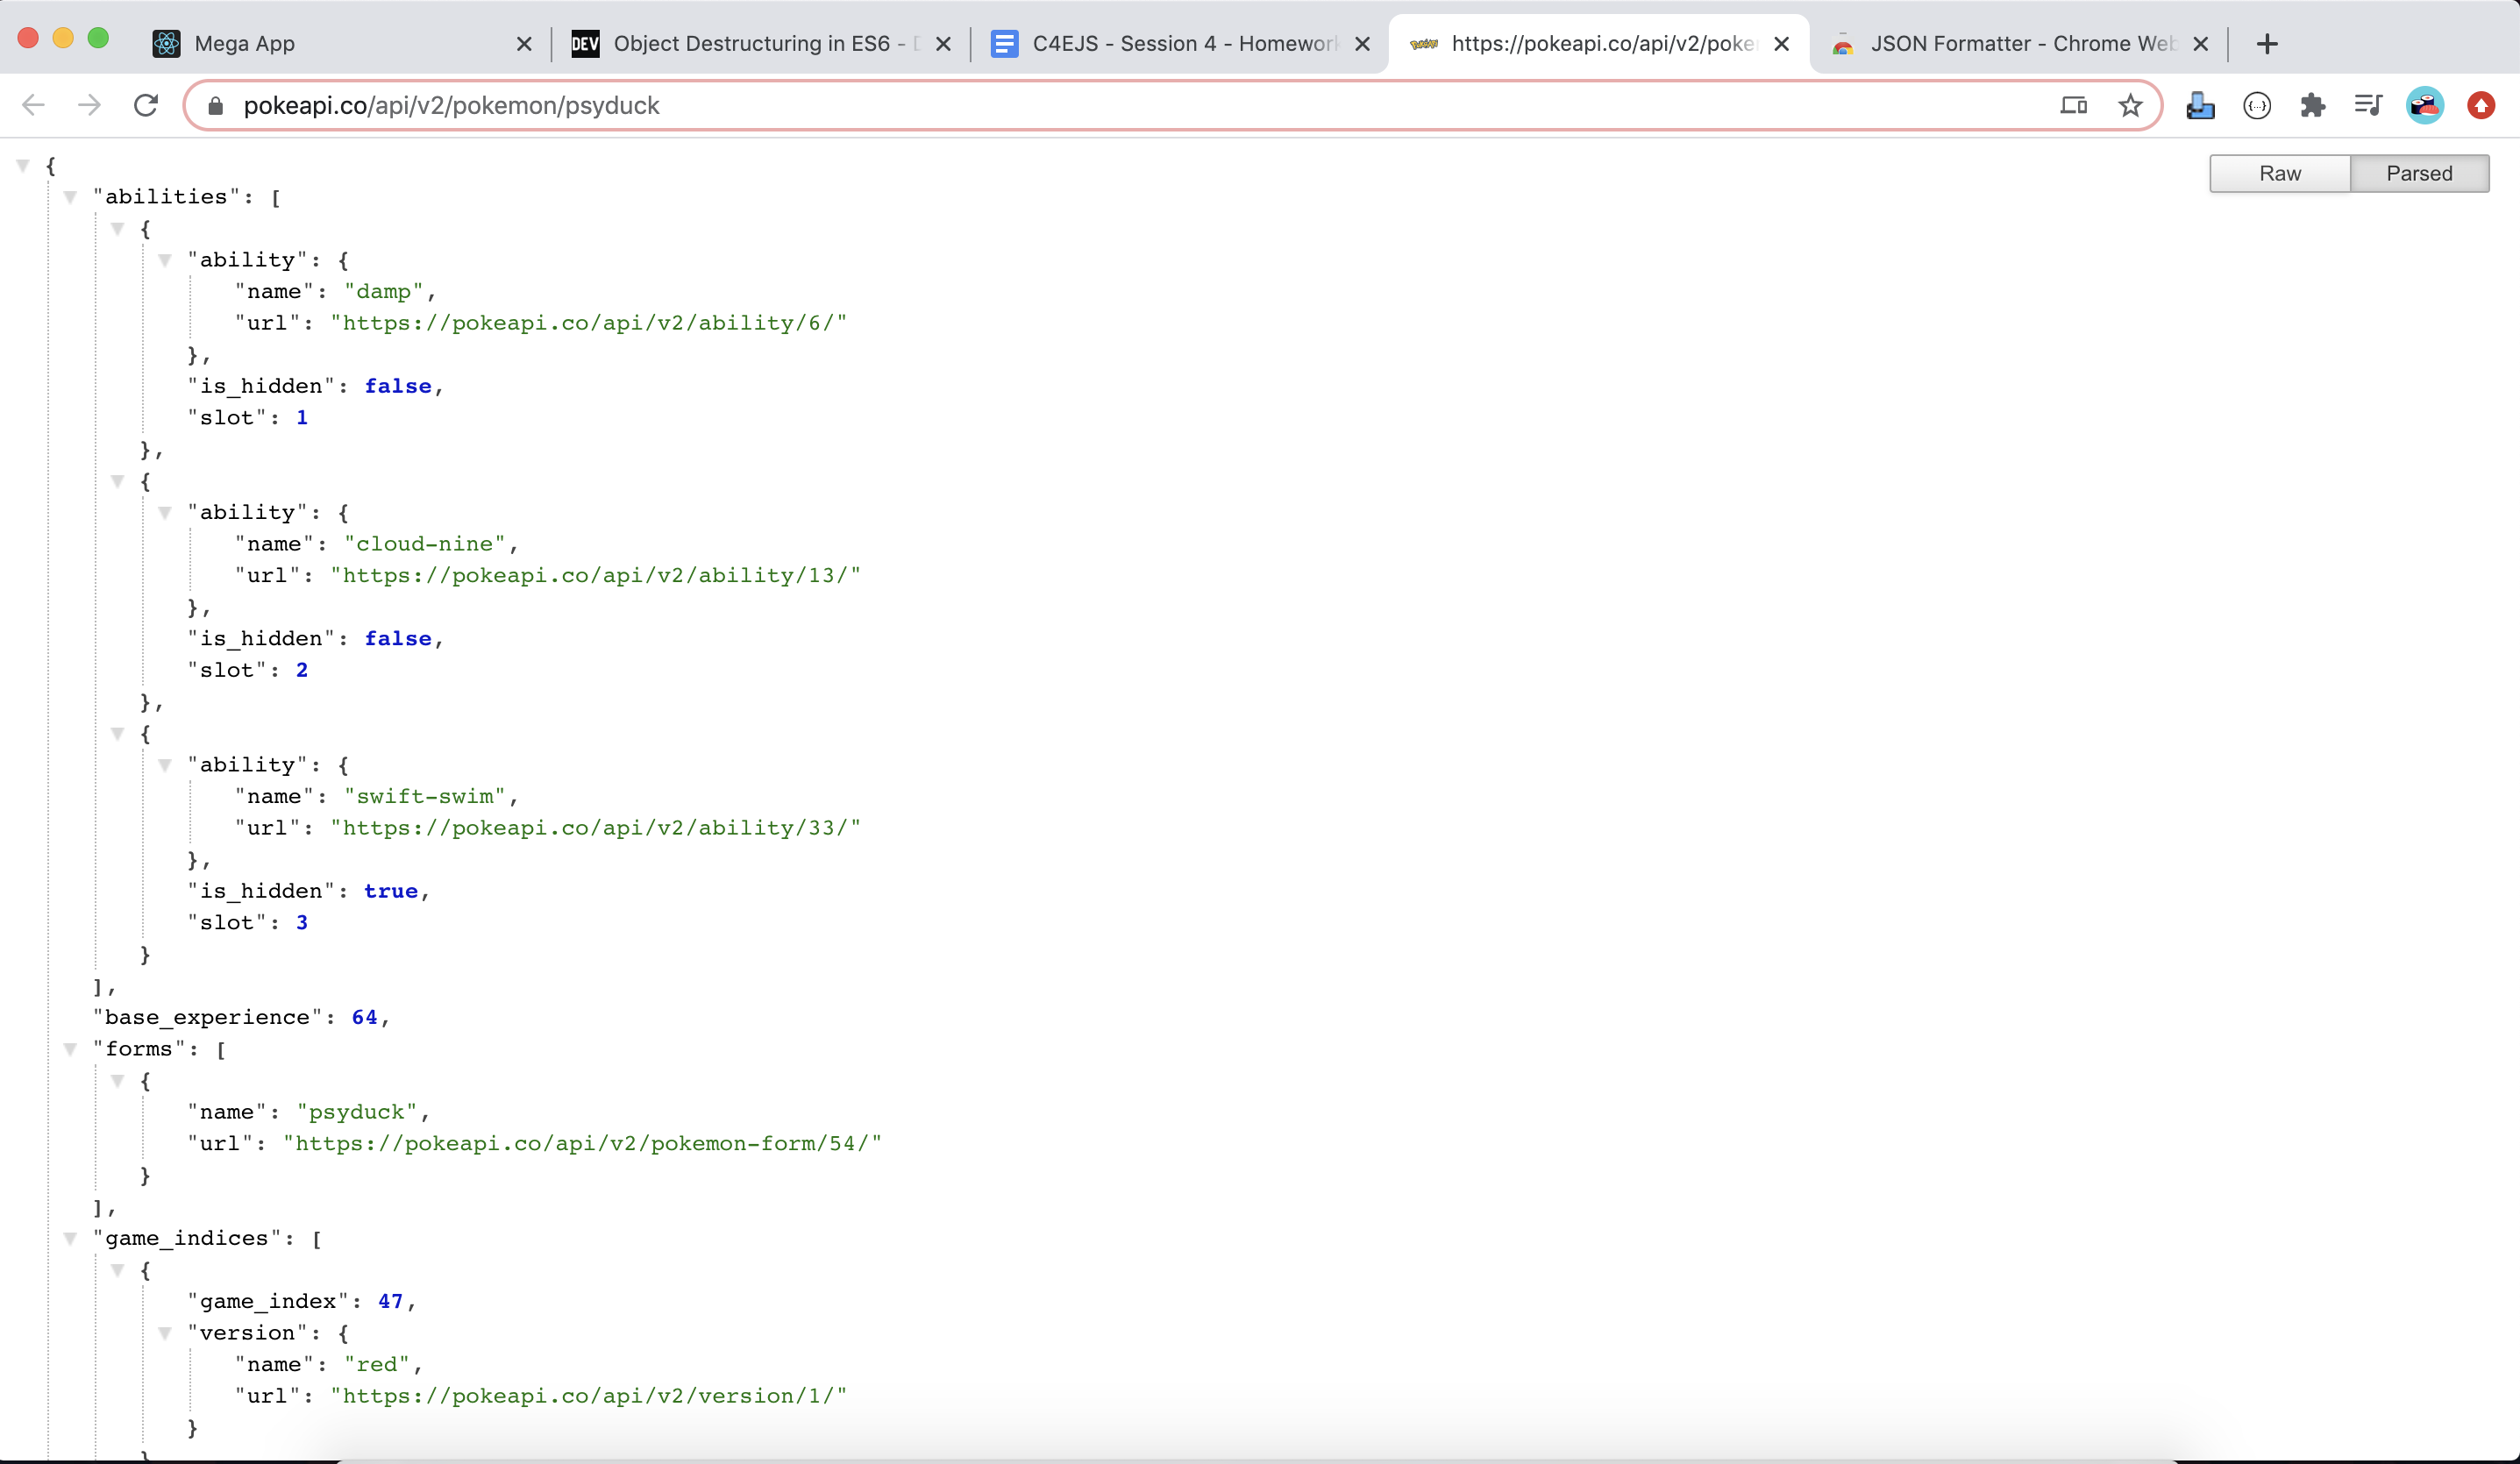 Mega App
DEV Object Destructuring in ES6 -
C4EJS - Session 4 - Homework
https://pokeapi.co/api/v2/poke
JSON Formatter - Chrome Web
pokeapi.co/api/v2/pokemon/psyduck
Raw Parsed
{
"abilities": [
{
"ability": {
"name": "damp",
"url": "https://pokeapi.co/api/v2/ability/6/"
},
"is_hidden": false,
"slot": 1
},
{
"ability": {
"name": "cloud-nine",
"url": "https://pokeapi.co/api/v2/ability/13/"
},
"is_hidden": false,
"slot": 2
},
{
"ability": {
"name": "swift-swim",
"url": "https://pokeapi.co/api/v2/ability/33/"
},
"is_hidden": true,
"slot": 3
}
],
"base_experience": 64,
"forms": [
{
"name": "psyduck",
"url": "https://pokeapi.co/api/v2/pokemon-form/54/"
}
],
"game_indices": [
{
"game_index": 47,
"version": {
"name": "red",
"url": "https://pokeapi.co/api/v2/version/1/"
}